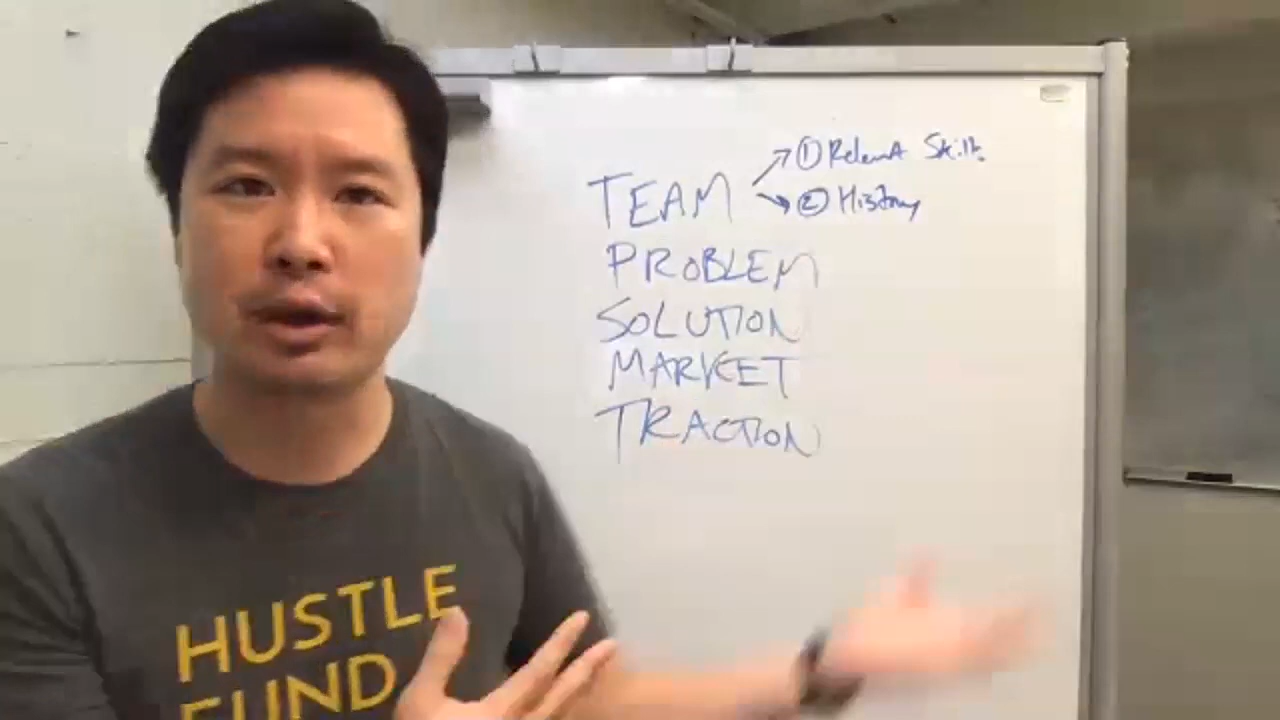 ① Relevant Skills
TEAM
② History
PROBLEM
SOLUTION
MARKET
TRACTION
HUSTLE
FUND